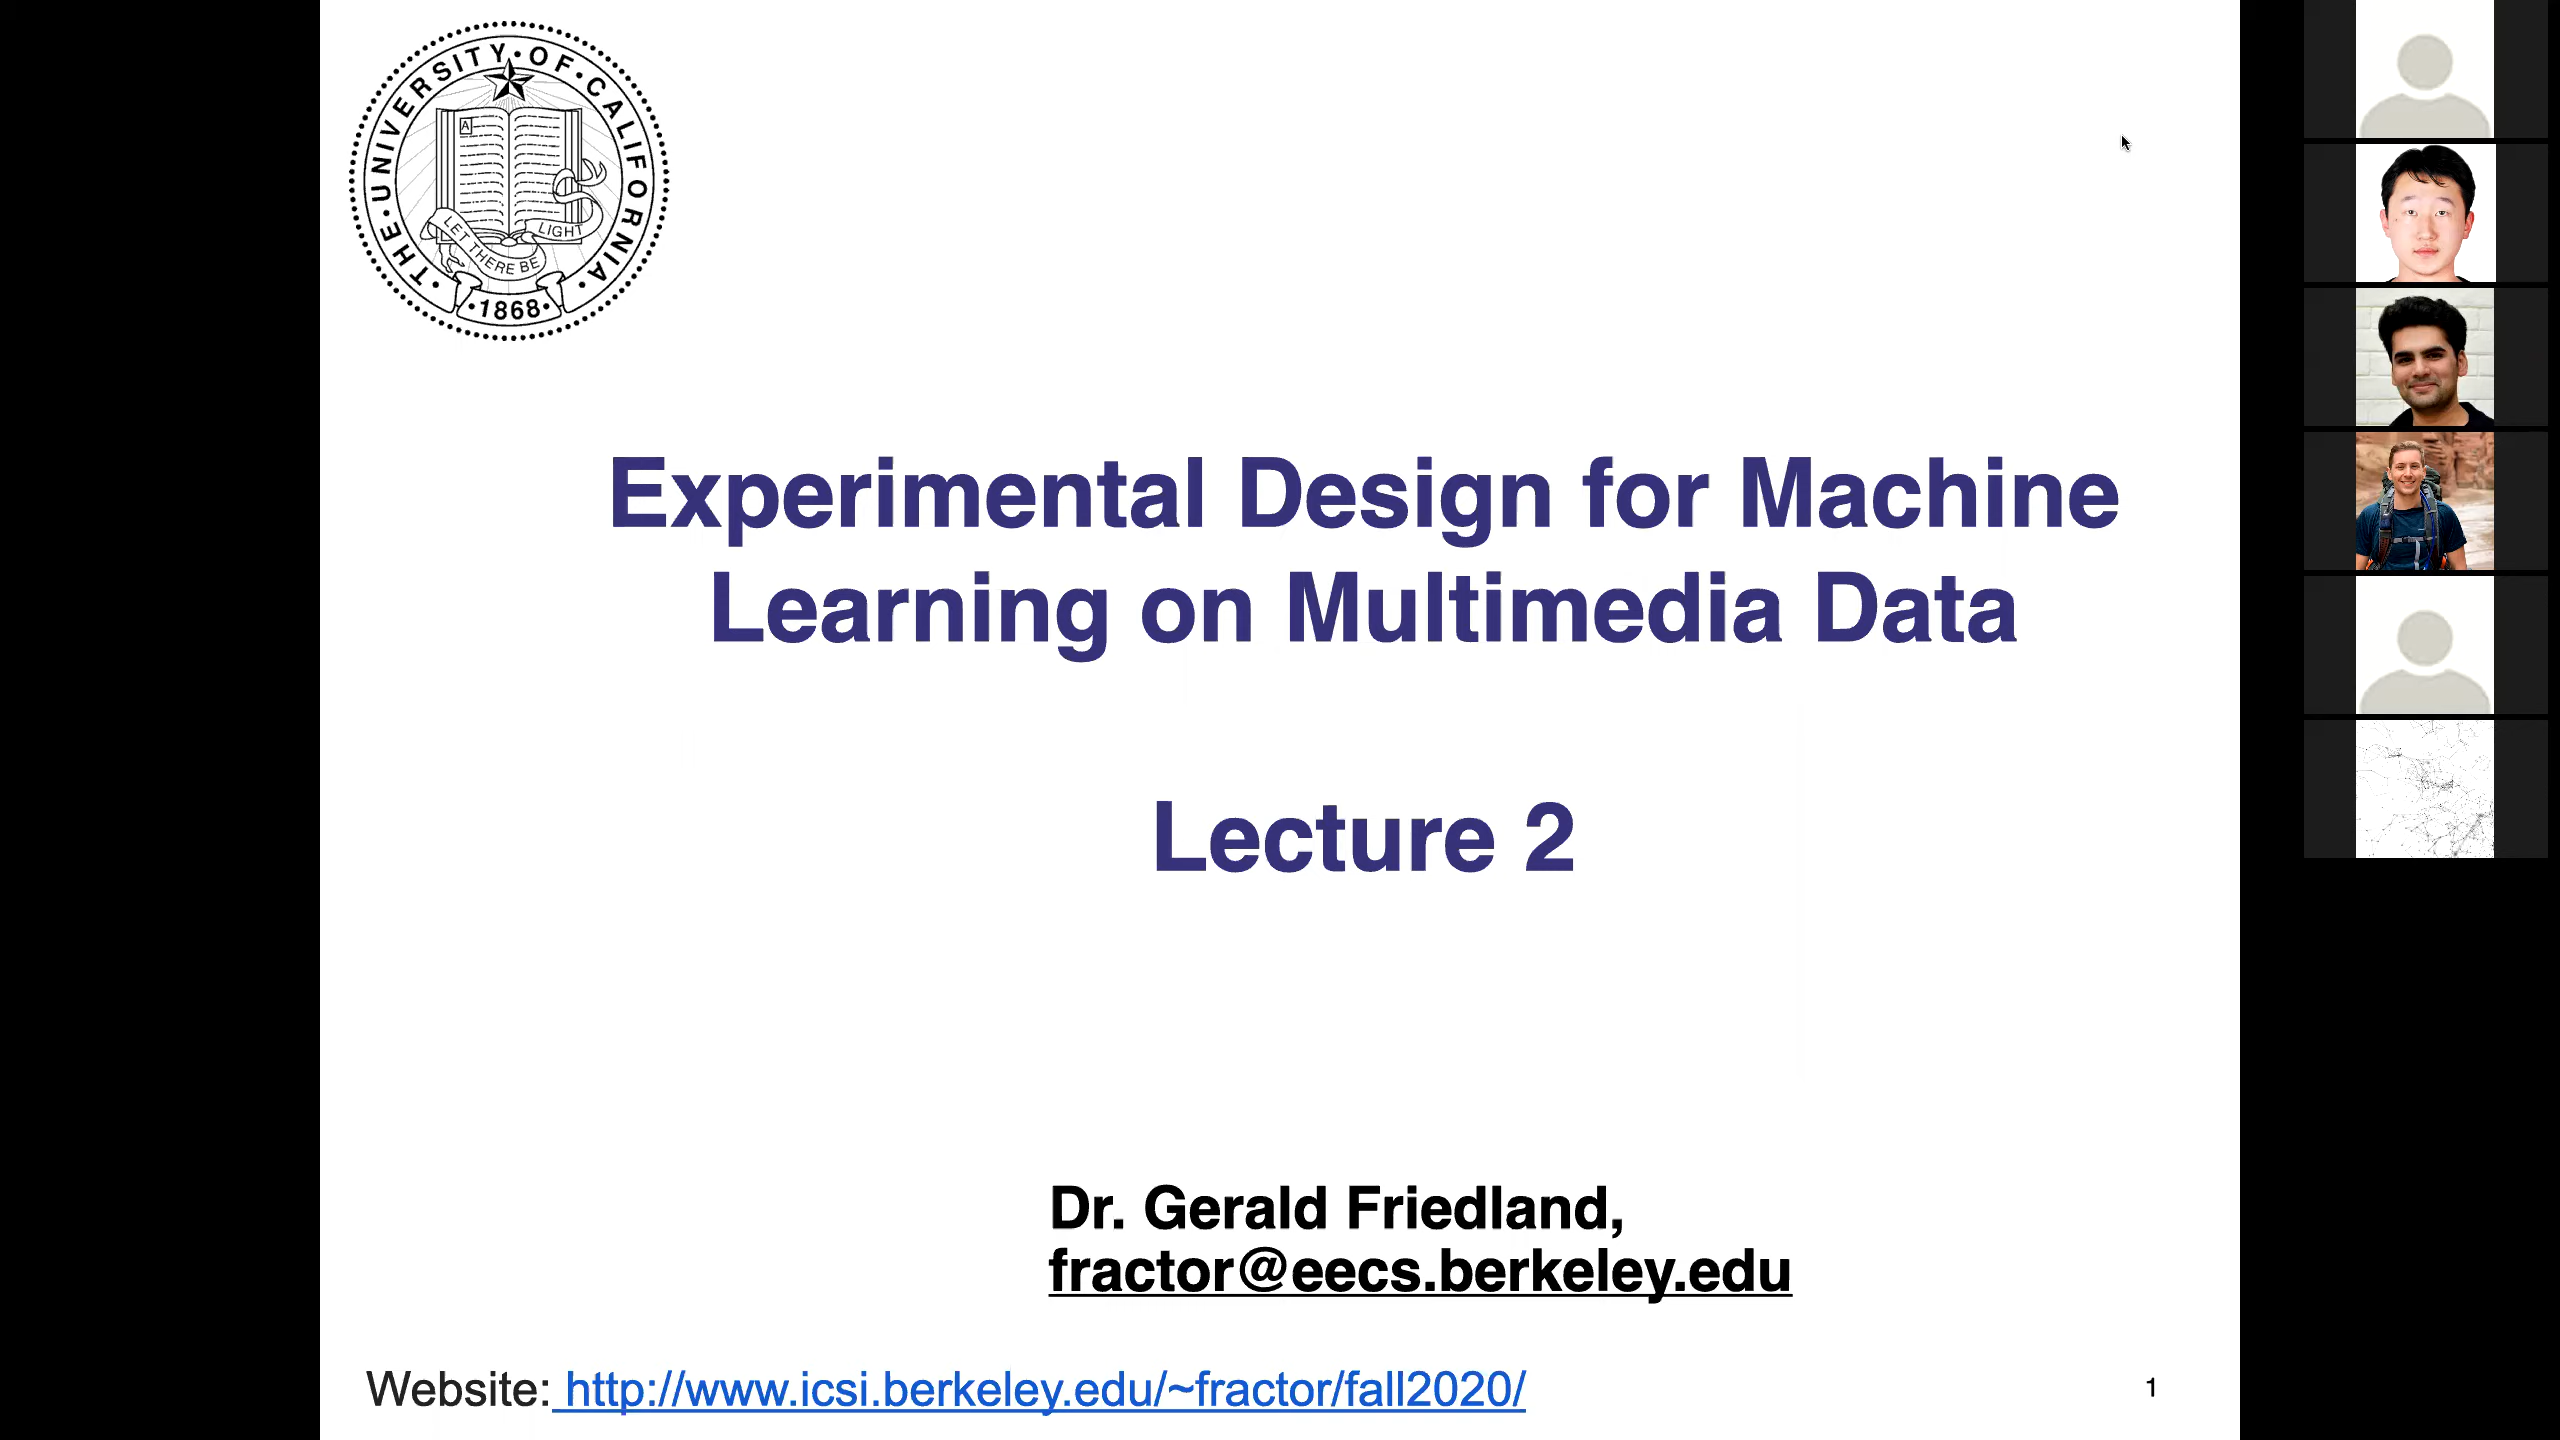 THE·UNIVERSITY·OF·CALIFORNIA·
A
LET THERE BE
LIGHT
·1868·
Experimental Design for Machine
Learning on Multimedia Data
Lecture 2
Dr. Gerald Friedland,
fractor@eecs.berkeley.edu
Website: http://www.icsi.berkeley.edu/~fractor/fall2020/
1